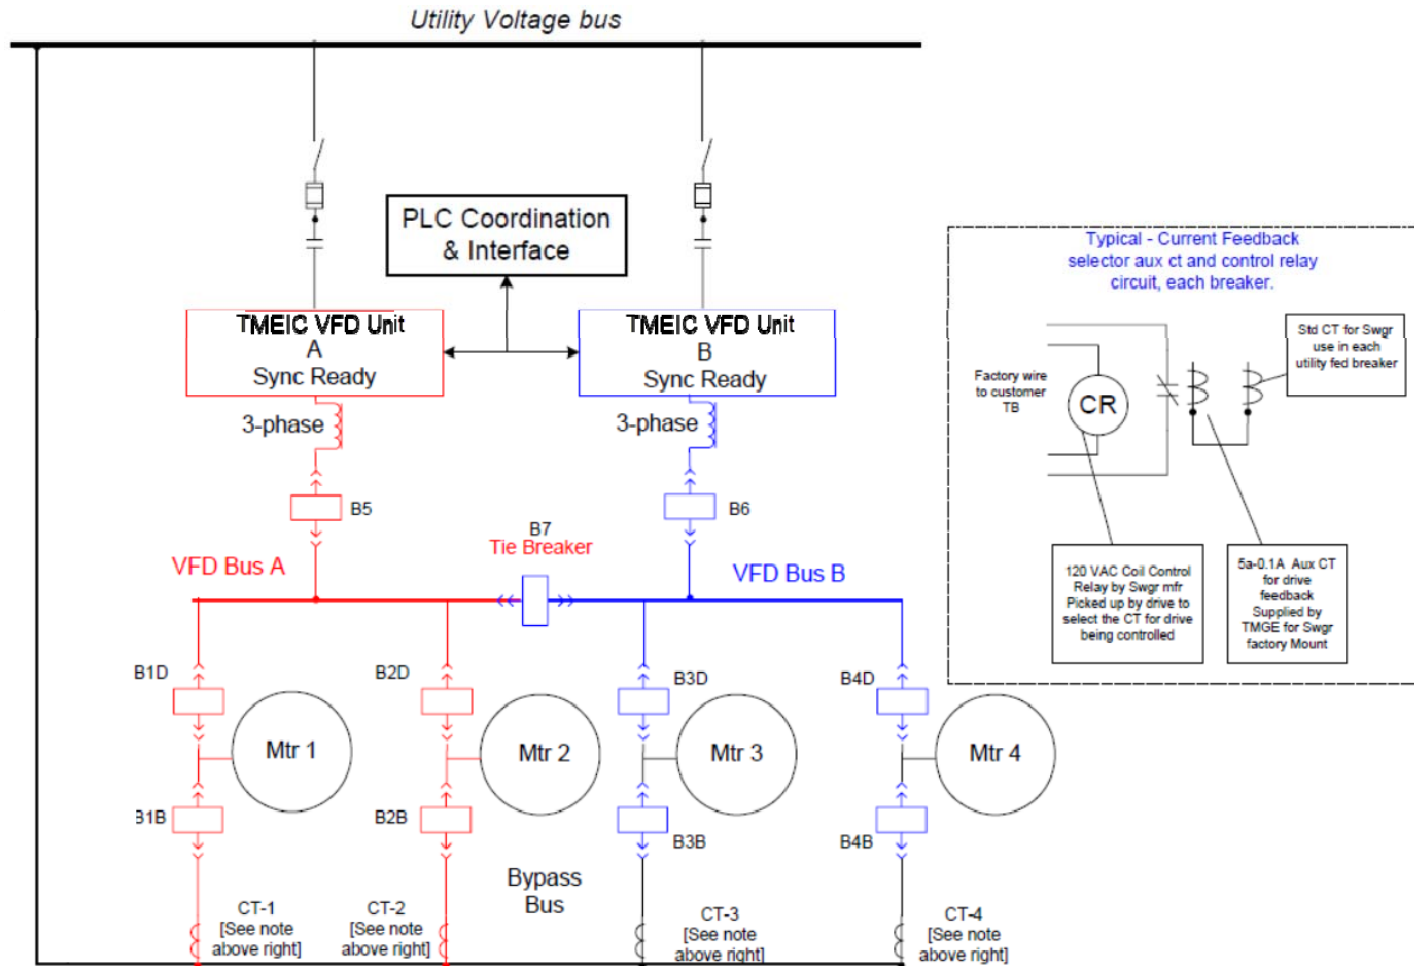 Utility Voltage bus
PLC Coordination
& Interface
TMEIC VFD Unit
A
Sync Ready
TMEIC VFD Unit
B
Sync Ready
3-phase
3-phase
B5
B6
B7
Tie Breaker
VFD Bus A
VFD Bus B
B1D
B2D
B3D
B4D
Mtr 1
Mtr 2
Mtr 3
Mtr 4
B1B
B2B
B3B
B4B
Bypass
Bus
CT-1
[See note
above right]
CT-2
[See note
above right]
CT-3
[See note
above right]
CT-4
[See note
above right]
Typical - Current Feedback
selector aux ct and control relay
circuit, each breaker.
Std CT for Swgr
use in each
utility fed breaker
Factory wire
to customer
TB
CR
120 VAC Coil Control
Relay by Swgr mfr
Picked up by drive to
select the CT for drive
being controlled
5a-0.1A Aux CT
for drive
feedback
Supplied by
TMGE for Swgr
factory Mount